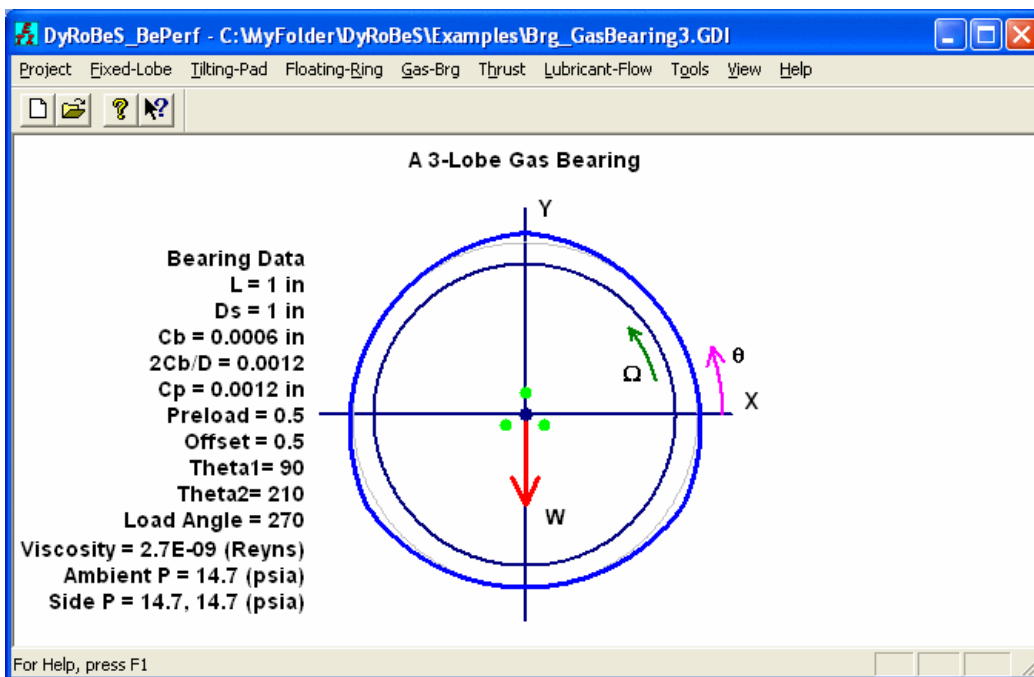 DyRoBeS_BePerf - C:\MyFolder\DyRoBeS\Examples\Brg_GasBearing3.GDI
Project Fixed-Lobe Tilting-Pad Floating-Ring Gas-Brg Thrust Lubricant-Flow Tools View Help
A 3-Lobe Gas Bearing
Y
Bearing Data
L = 1 in
Ds = 1 in
Cb = 0.0006 in
2Cb/D = 0.0012
Cp = 0.0012 in
Preload = 0.5
Offset = 0.5
Theta1= 90
Theta2= 210
Load Angle = 270
Viscosity = 2.7E-09 (Reyns)
Ambient P = 14.7 (psia)
Side P = 14.7, 14.7 (psia)
Ω
θ
X
W
For Help, press F1